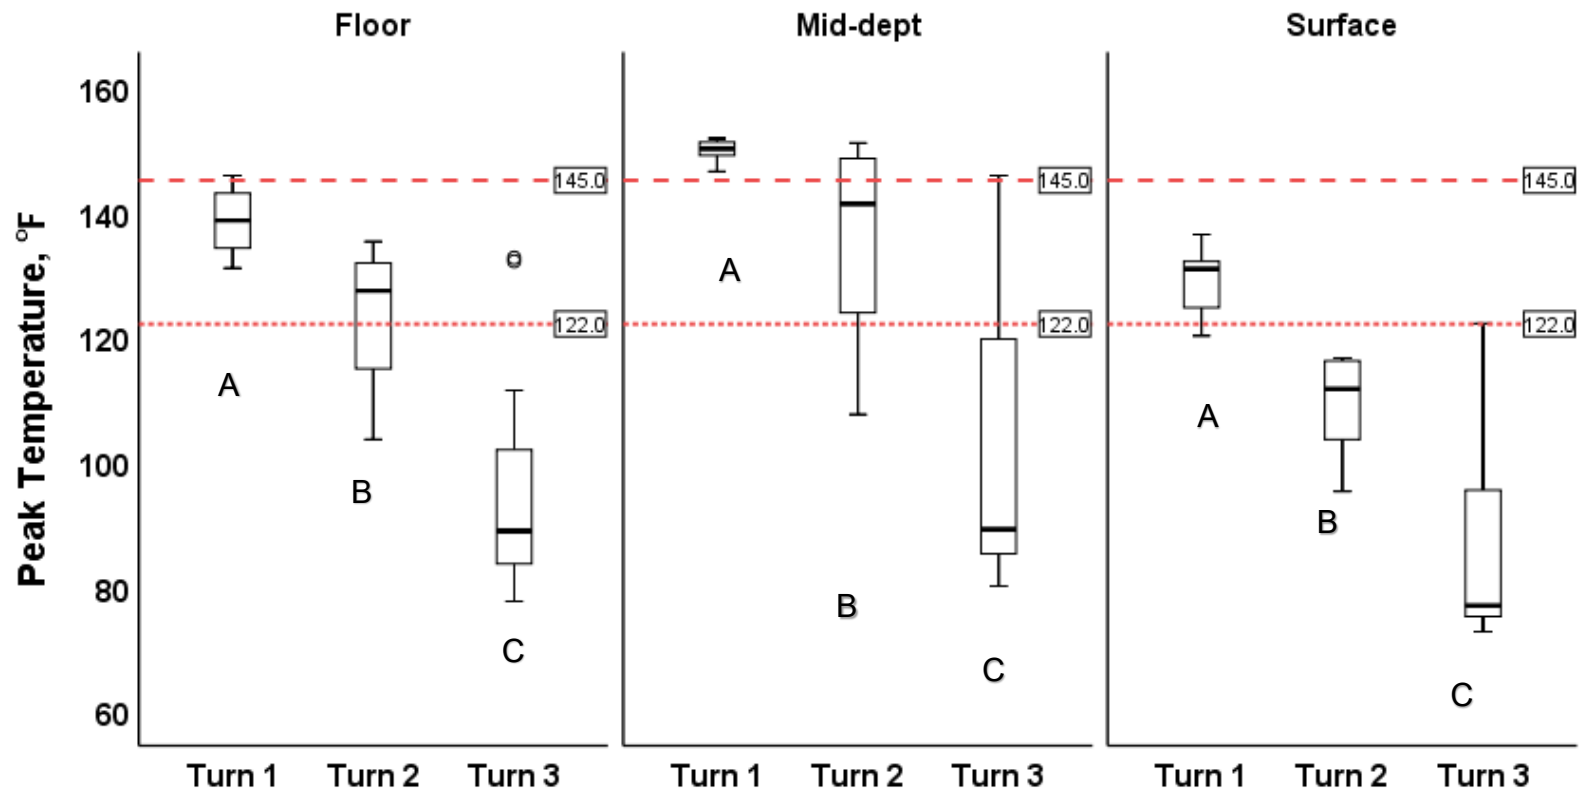 Floor
Mid-dept
Surface
Peak Temperature, °F
160
140
120
100
80
60
145.0
122.0
A
B
C
145.0
122.0
A
B
C
145.0
122.0
A
B
C
Turn 1 Turn 2 Turn 3
Turn 1 Turn 2 Turn 3
Turn 1 Turn 2 Turn 3